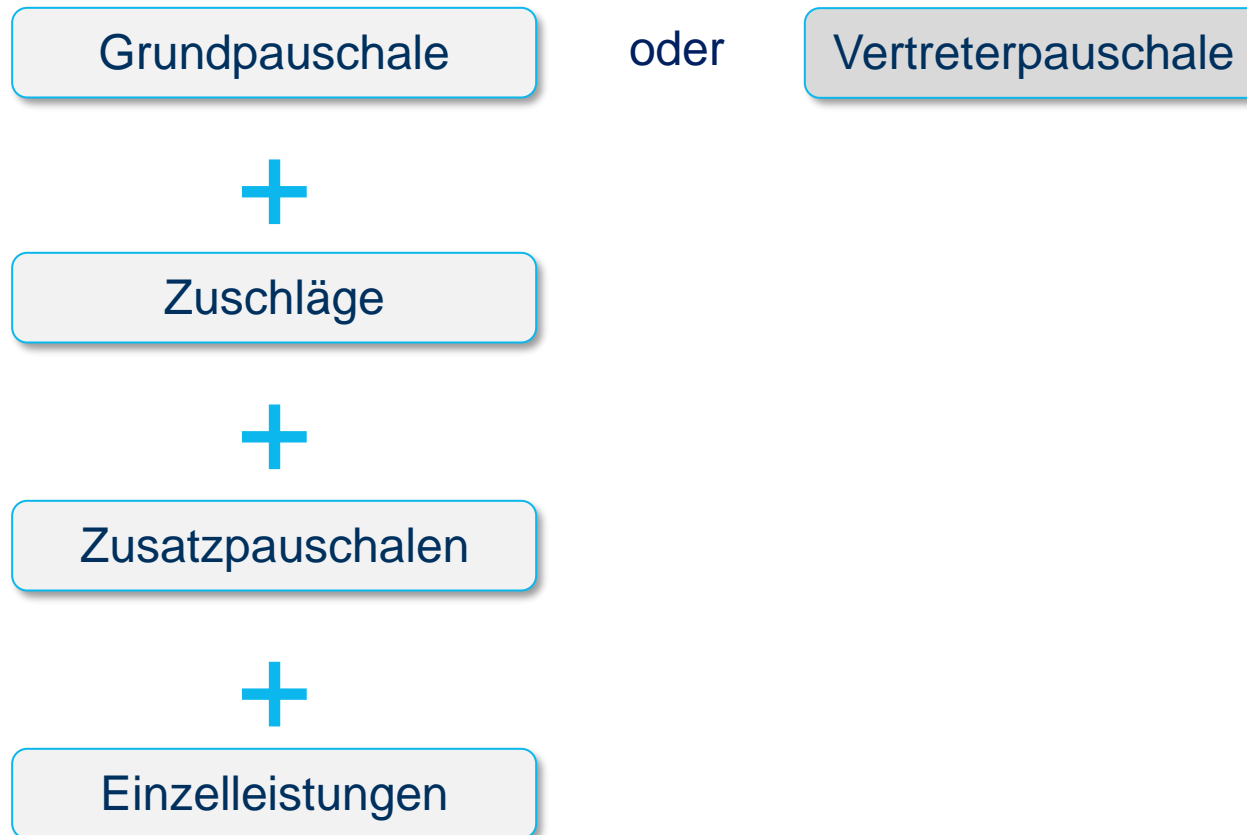 Grundpauschale oder Vertreterpauschale
+
Zuschläge
+
Zusatzpauschalen
+
Einzelleistungen